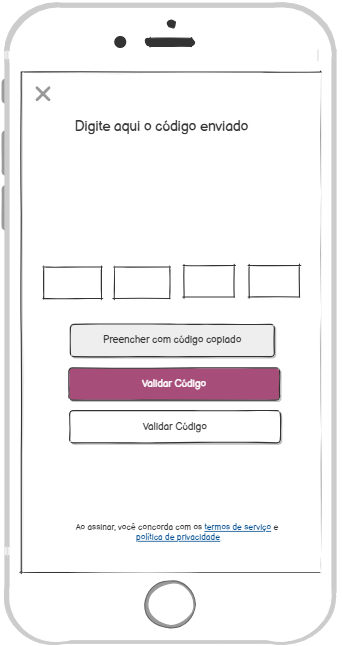 Digite aqui o código enviado
Preencher com código copiado
Validar Código
Validar Código
Ao assinar, você concorda com os termos de serviço e
política de privacidade